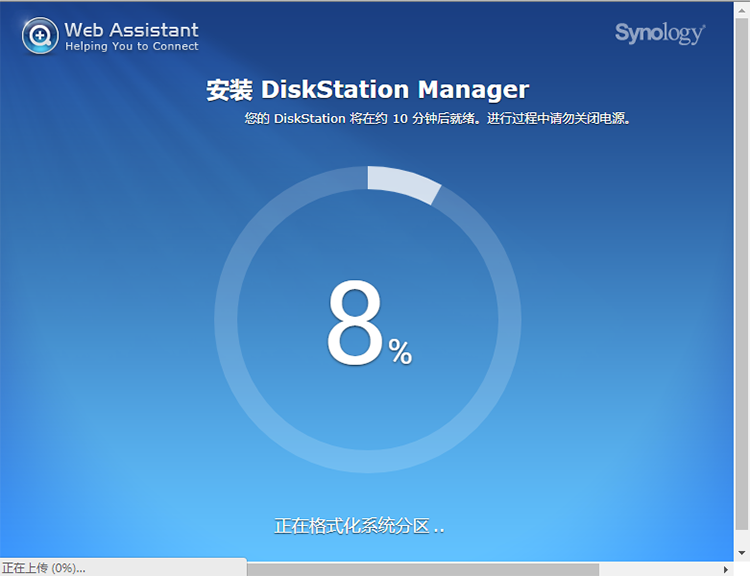 Web Assistant
Helping You to Connect
Synology®
安装 DiskStation Manager
您的 DiskStation 将在约 10 分钟后就绪。进行过程中请勿关闭电源。
8%
正在格式化系统分区 ..
正在上传 (0%)...